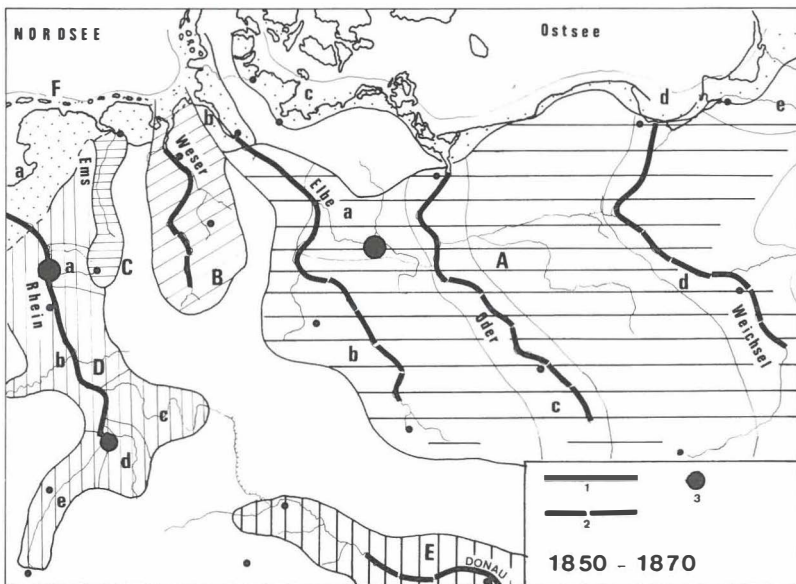 NORDSEE
Ostsee
F
c
d
e
b
a
Ems
Weser
Elbe
a
C
B
A
a
Rhein
d
Weichsel
Oder
b
D
b
c
c
d
e
E
DONAU
1
2
3
1850 - 1870